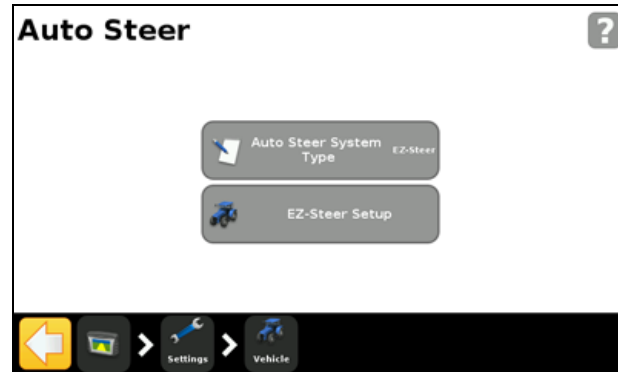 Auto Steer
?
Auto Steer System
Type
EZ-Steer
EZ-Steer Setup
Settings
Vehicle